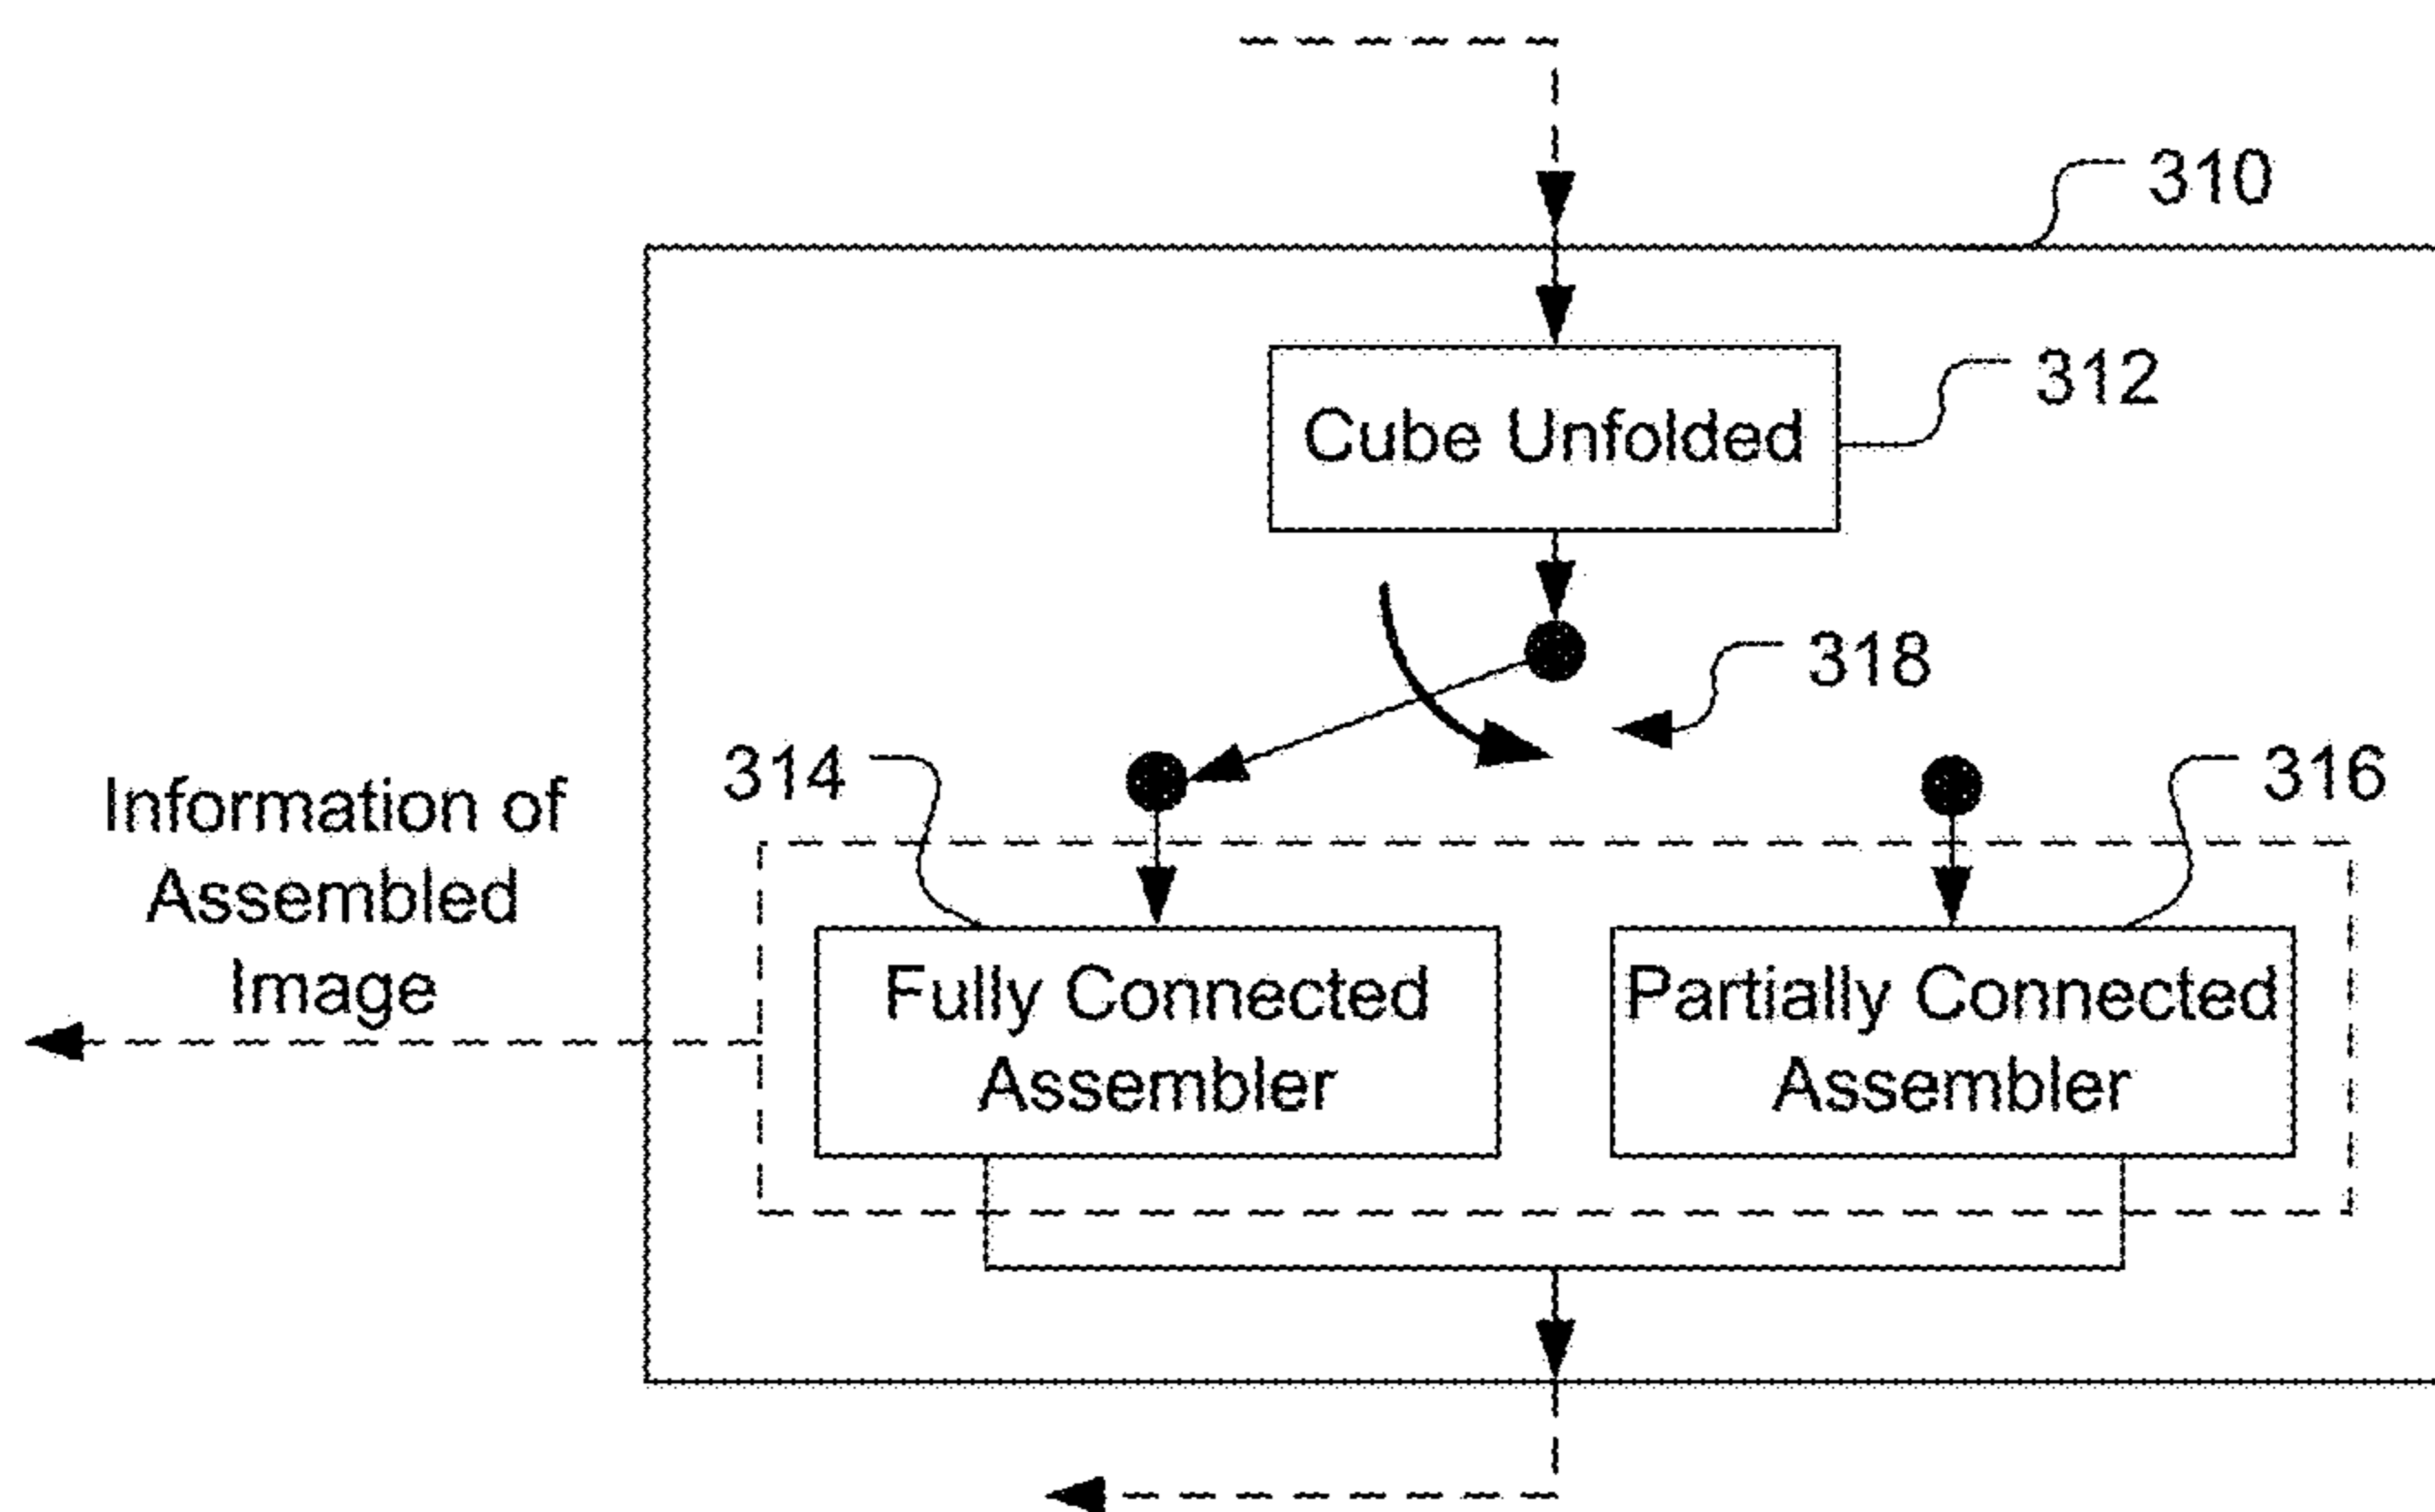 310
Cube Unfolded
312
318
314
316
Information of
Assembled
Image
Fully Connected
Assembler
Partially Connected
Assembler